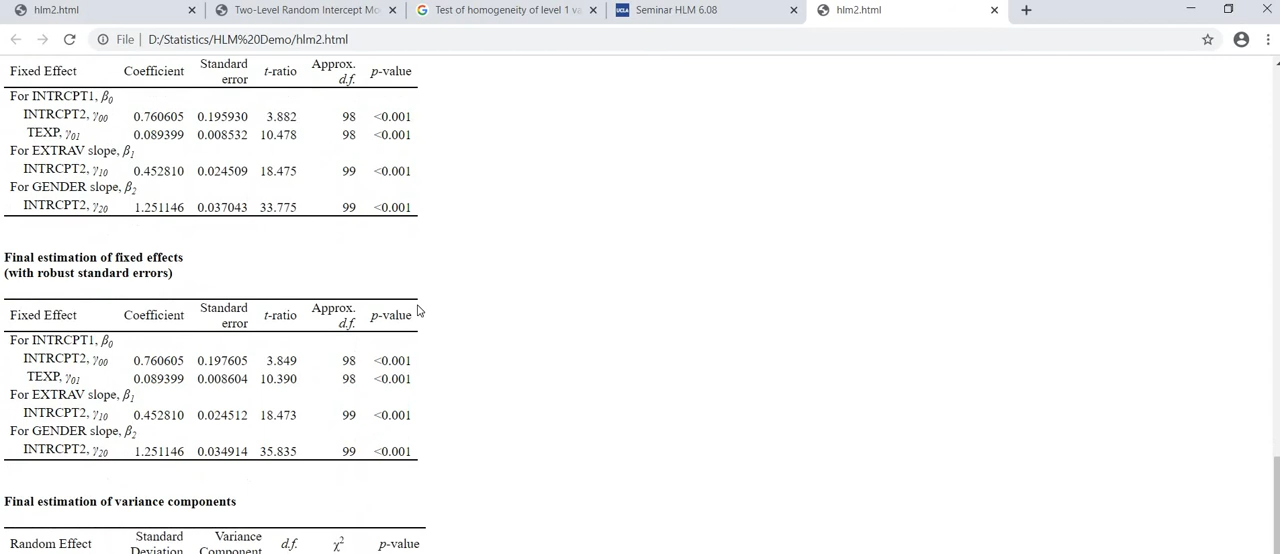 hlm2.html × Two-Level Random Intercept Mo × Test of homogeneity of level 1 va × UCLA Seminar HLM 6.08 × hlm2.html ×
File | D:/Statistics/HLM%20Demo/hlm2.html
Fixed Effect Coefficient Standard error t-ratio Approx. d.f. p-value
For INTRCPT1, β0
INTRCPT2, γ00 0.760605 0.195930 3.882 98 <0.001
TEXP, γ01 0.089399 0.008532 10.478 98 <0.001
For EXTRAV slope, β1
INTRCPT2, γ10 0.452810 0.024509 18.475 99 <0.001
For GENDER slope, β2
INTRCPT2, γ20 1.251146 0.037043 33.775 99 <0.001
Final estimation of fixed effects
(with robust standard errors)
Fixed Effect Coefficient Standard error t-ratio Approx. d.f. p-value
For INTRCPT1, β0
INTRCPT2, γ00 0.760605 0.197605 3.849 98 <0.001
TEXP, γ01 0.089399 0.008604 10.390 98 <0.001
For EXTRAV slope, β1
INTRCPT2, γ10 0.452810 0.024512 18.473 99 <0.001
For GENDER slope, β2
INTRCPT2, γ20 1.251146 0.034914 35.835 99 <0.001
Final estimation of variance components
Random Effect Standard Deviation Variance Component d.f. χ2 p-value